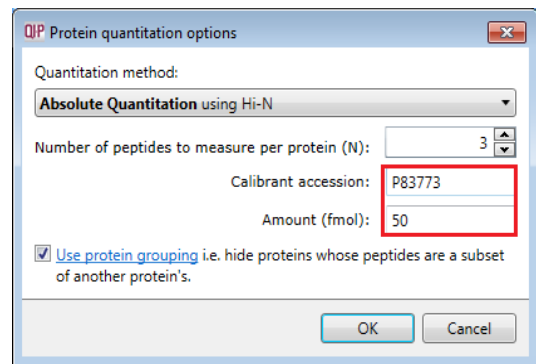 QIP Protein quantitation options
Quantitation method:
Absolute Quantitation using Hi-N
Number of peptides to measure per protein (N): 3
Calibrant accession: P83773
Amount (fmol): 50
Use protein grouping i.e. hide proteins whose peptides are a subset
of another protein's.
OK Cancel